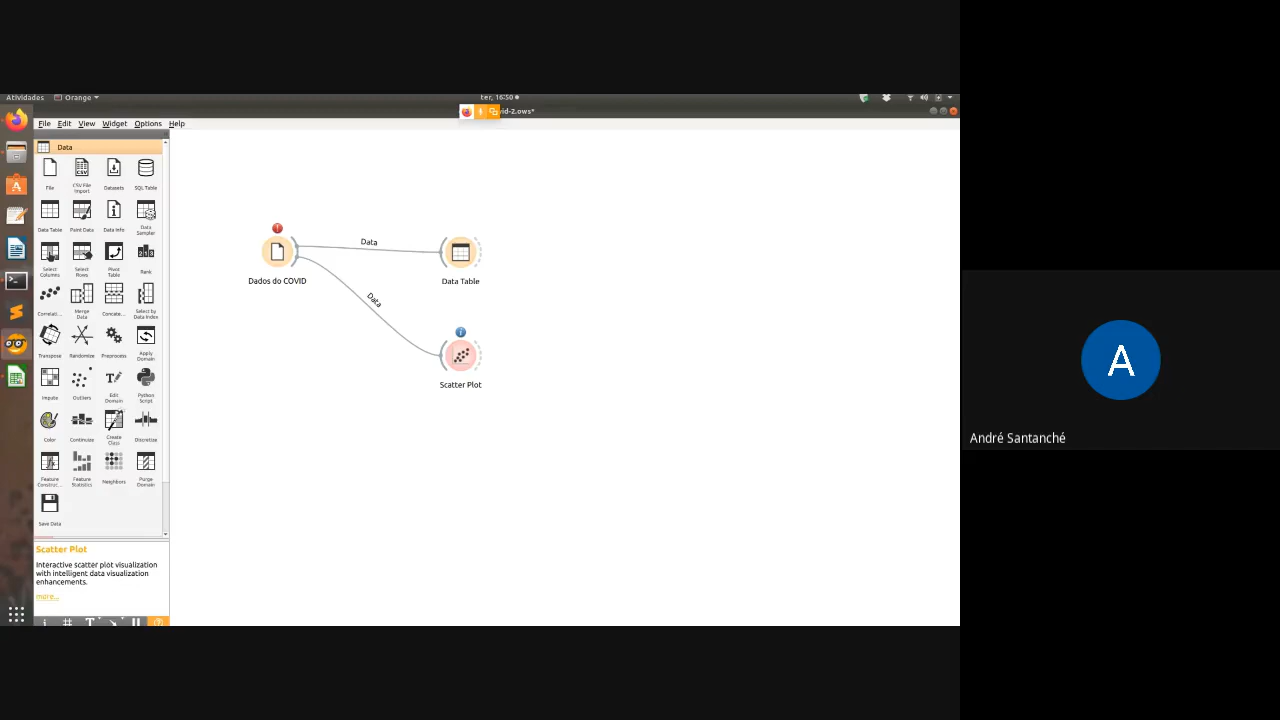 Atividades
Orange
ter, 16:50
vid-2.ows*
File Edit View Widget Options Help
Data
File
CSV File Import
Datasets
SQL Table
Data Table
Paint Data
Data Info
Data Sampler
Select Columns
Select Rows
Pivot Table
Rank
Correlati...
Merge Data
Concate...
Select by Data Index
Transpose
Randomize
Preprocess
Apply Domain
Impute
Outliers
Edit Domain
Python Script
Color
Continuize
Create Class
Discretize
Feature Construc...
Feature Statistics
Neighbors
Purge Domain
Save Data
Scatter Plot
Interactive scatter plot visualization
with intelligent data visualization
enhancements.
more...
Data
Dados do COVID
Data Table
Data
Scatter Plot
A
André Santanché